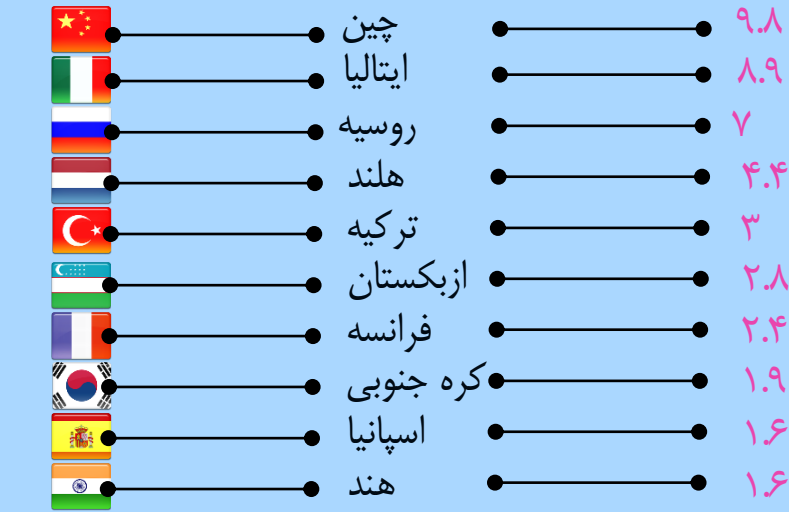 چین ۹.۸
ایتالیا ۸.۹
روسیه ۷
هلند ۴.۴
ترکیه ۳
ازبکستان ۲.۸
فرانسه ۲.۴
کره جنوبی ۱.۹
اسپانیا ۱.۶
هند ۱.۶